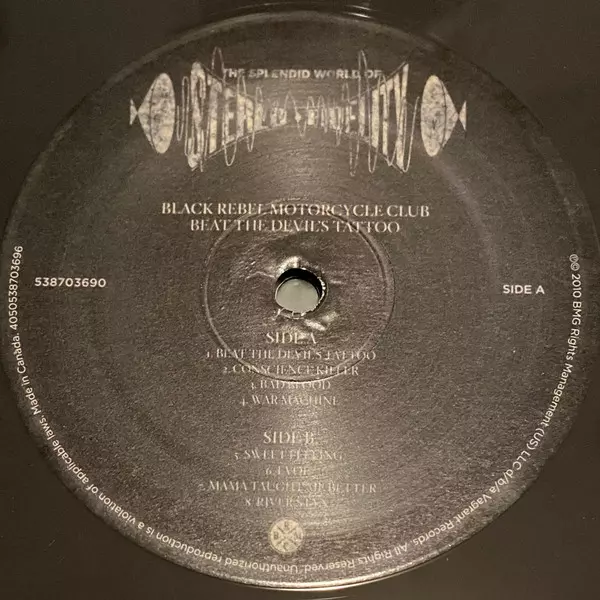 THE SPLENDID WORLD OF
STEREO-FIDELITY
BLACK REBEL MOTORCYCLE CLUB
BEAT THE DEVIL'S TATTOO
538703690
SIDE A
SIDE A
1. BEAT THE DEVIL'S TATTOO
2. CONSCIENCE KILLER
3. BAD BLOOD
4. WAR MACHINE
SIDE B
5. SWEET FEELING
6. EVOL
7. MAMA TAUGHT ME BETTER
8. RIVER STYX
℗© 2010 BMG Rights Management (US) LLC d/b/a Vagrant Records. All Rights Reserved. Unauthorized reproduction is a violation of applicable laws. Made in Canada. 4050538703696